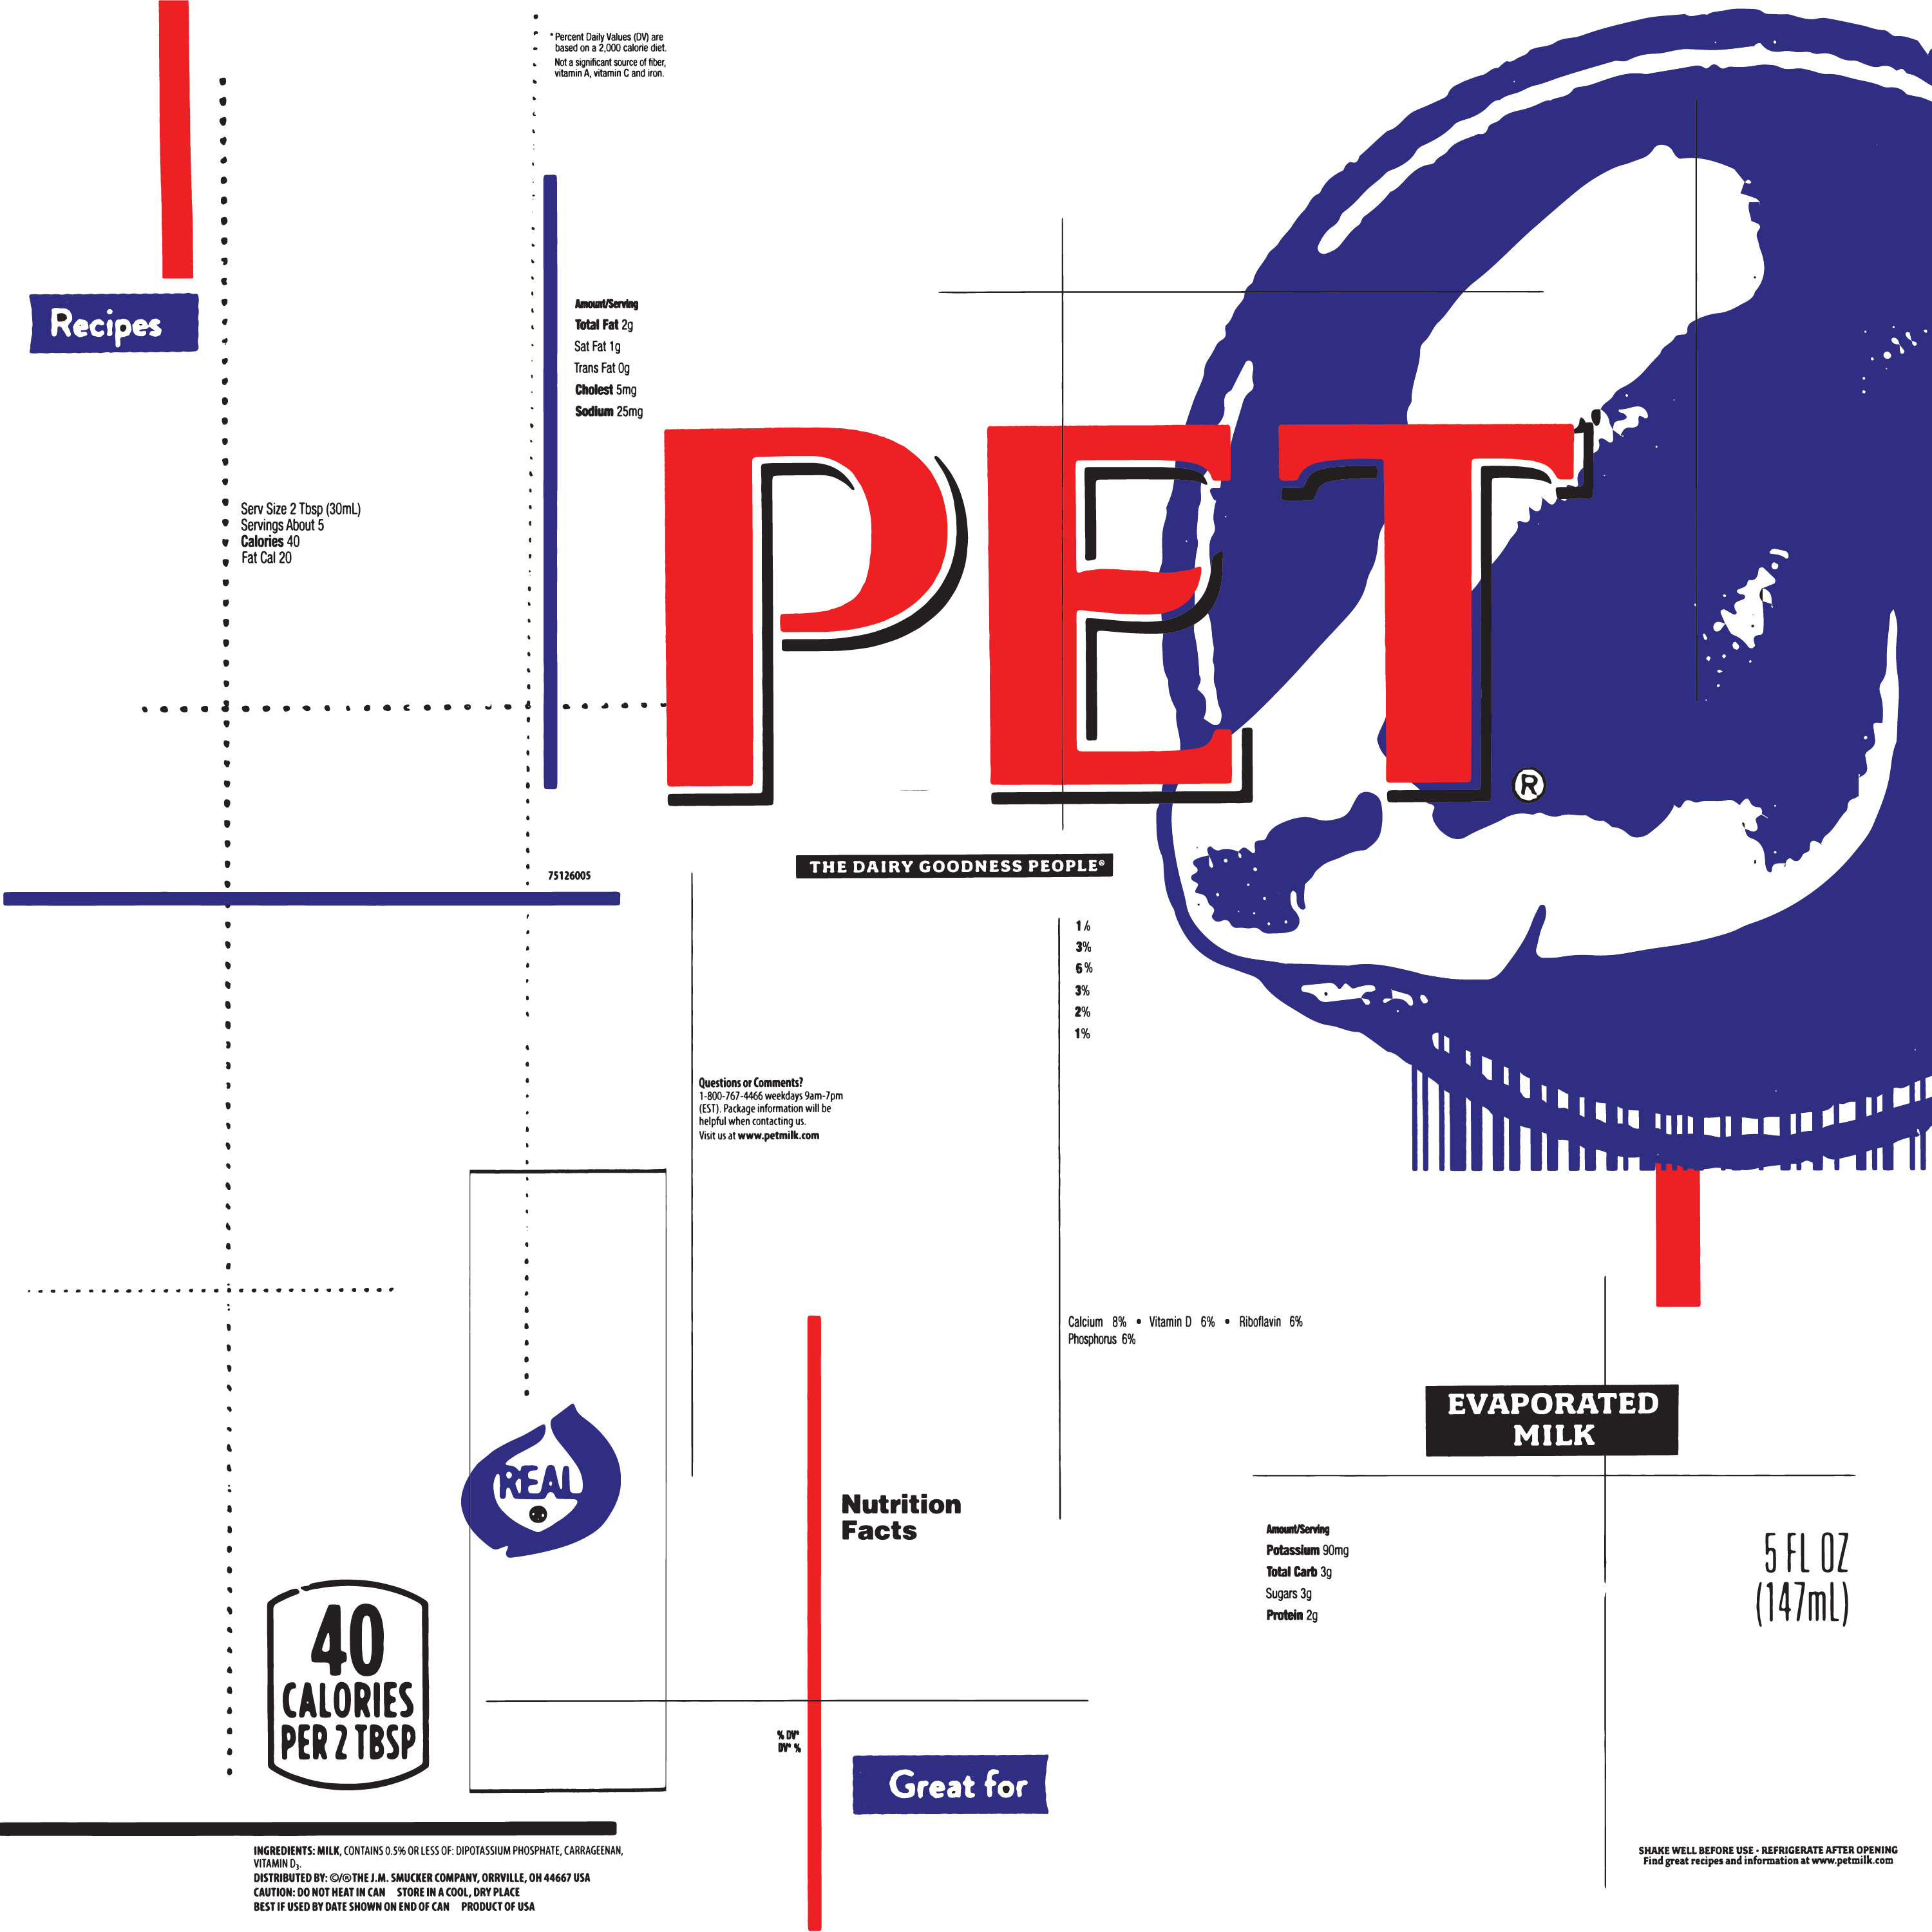 * Percent Daily Values (DV) are
based on a 2,000 calorie diet.
Not a significant source of fiber,
vitamin A, vitamin C and iron.
Recipes
Amount/Serving
Total Fat 2g
Sat Fat 1g
Trans Fat 0g
Cholest 5mg
Sodium 25mg
Serv Size 2 Tbsp (30mL)
Servings About 5
Calories 40
Fat Cal 20
PET®
THE DAIRY GOODNESS PEOPLE®
75126005
3%
6%
3%
2%
1%
Questions or Comments?
1-800-767-4466 weekdays 9am-7pm
(EST). Package information will be
helpful when contacting us.
Visit us at www.petmilk.com
Calcium 8% • Vitamin D 6% • Riboflavin 6%
Phosphorus 6%
EVAPORATED
MILK
REAL
Nutrition
Facts
Amount/Serving
Potassium 90mg
Total Carb 3g
Sugars 3g
Protein 2g
5 FL OZ
(147mL)
40
CALORIES
PER 2 TBSP
% DV*
DV* %
Great for
INGREDIENTS: MILK, CONTAINS 0.5% OR LESS OF: DIPOTASSIUM PHOSPHATE, CARRAGEENAN,
VITAMIN D3.
DISTRIBUTED BY: ©/® THE J.M. SMUCKER COMPANY, ORRVILLE, OH 44667 USA
CAUTION: DO NOT HEAT IN CAN STORE IN A COOL, DRY PLACE
BEST IF USED BY DATE SHOWN ON END OF CAN PRODUCT OF USA
SHAKE WELL BEFORE USE • REFRIGERATE AFTER OPENING
Find great recipes and information at www.petmilk.com